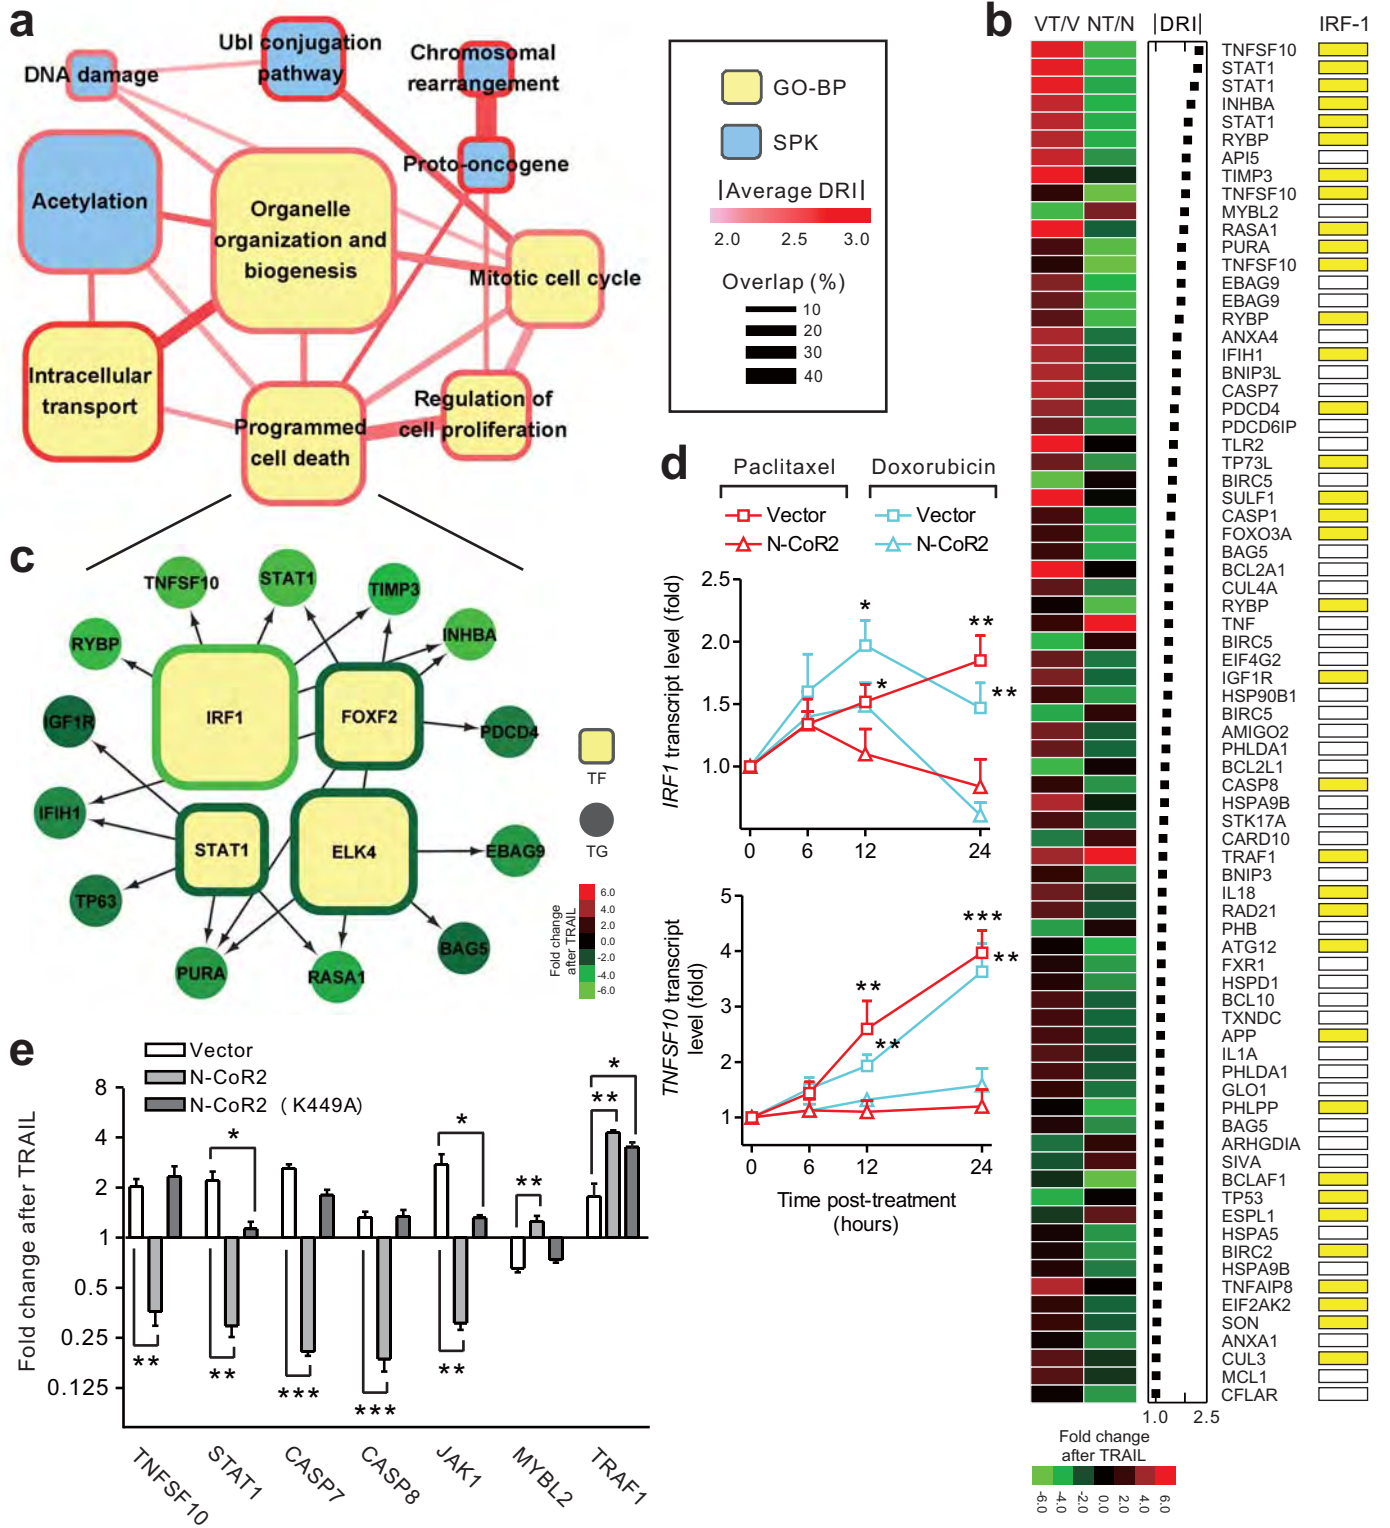 a
DNA damage
Ubl conjugation
pathway
Chromosomal
rearrangement
Proto-oncogene
Acetylation
Organelle
organization and
biogenesis
Mitotic cell cycle
Intracellular
transport
Programmed
cell death
Regulation of
cell proliferation
GO-BP
SPK
|Average DRI|
2.0 2.5 3.0
Overlap (%)
10
20
30
40
b
VT/V NT/N |DRI| IRF-1
TNFSF10
STAT1
STAT1
INHBA
STAT1
RYBP
API5
TIMP3
TNFSF10
MYBL2
RASA1
PURA
TNFSF10
EBAG9
EBAG9
RYBP
ANXA4
IFIH1
BNIP3L
CASP7
PDCD4
PDCD6IP
TLR2
TP73L
BIRC5
SULF1
CASP1
FOXO3A
BAG5
BCL2A1
CUL4A
RYBP
TNF
BIRC5
EIF4G2
IGF1R
HSP90B1
BIRC5
AMIGO2
PHLDA1
BCL2L1
CASP8
HSPA9B
STK17A
CARD10
TRAF1
BNIP3
IL18
RAD21
PHB
ATG12
FXR1
HSPD1
BCL10
TXNDC
APP
IL1A
PHLDA1
GLO1
PHLPP
BAG5
ARHGDIA
SIVA
BCLAF1
TP53
ESPL1
HSPA5
BIRC2
HSPA9B
TNFAIP8
EIF2AK2
SON
ANXA1
CUL3
MCL1
CFLAR
1.0 2.5
Fold change
after TRAIL
-6.0 -4.0 -2.0 0.0 2.0 4.0 6.0
c
TNFSF10
STAT1
TIMP3
INHBA
RYBP
IRF1
FOXF2
IGF1R
PDCD4
IFIH1
STAT1
ELK4
EBAG9
TP63
BAG5
PURA
RASA1
TF
TG
Fold change
after TRAIL
6.0
4.0
2.0
0.0
-2.0
-4.0
-6.0
d
Paclitaxel Doxorubicin
Vector Vector
N-CoR2 N-CoR2
IRF1 transcript level (fold)
2.5
2.0
1.5
1.0
* ** * **
0 6 12 24
TNFSF10 transcript
level (fold)
5
4
3
2
1
*** ** ** **
0 6 12 24
Time post-treatment
(hours)
e
Vector
N-CoR2
N-CoR2 (K449A)
Fold change after TRAIL
8
4
2
1
0.5
0.25
0.125
* * ** * **
** ** *** *** **
TNFSF10 STAT1 CASP7 CASP8 JAK1 MYBL2 TRAF1